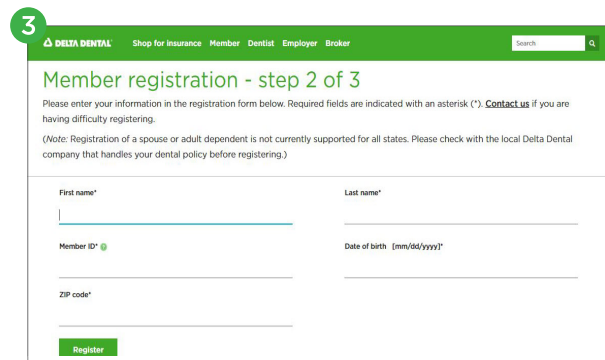 3
DELTA DENTAL Shop for insurance Member Dentist Employer Broker Search
Member registration - step 2 of 3
Please enter your information in the registration form below. Required fields are indicated with an asterisk (*). Contact us if you are
having difficulty registering.
(Note: Registration of a spouse or adult dependent is not currently supported for all states. Please check with the local Delta Dental
company that handles your dental policy before registering.)
First name* Last name*
Member ID* ? Date of birth [mm/dd/yyyy]*
ZIP code*
Register